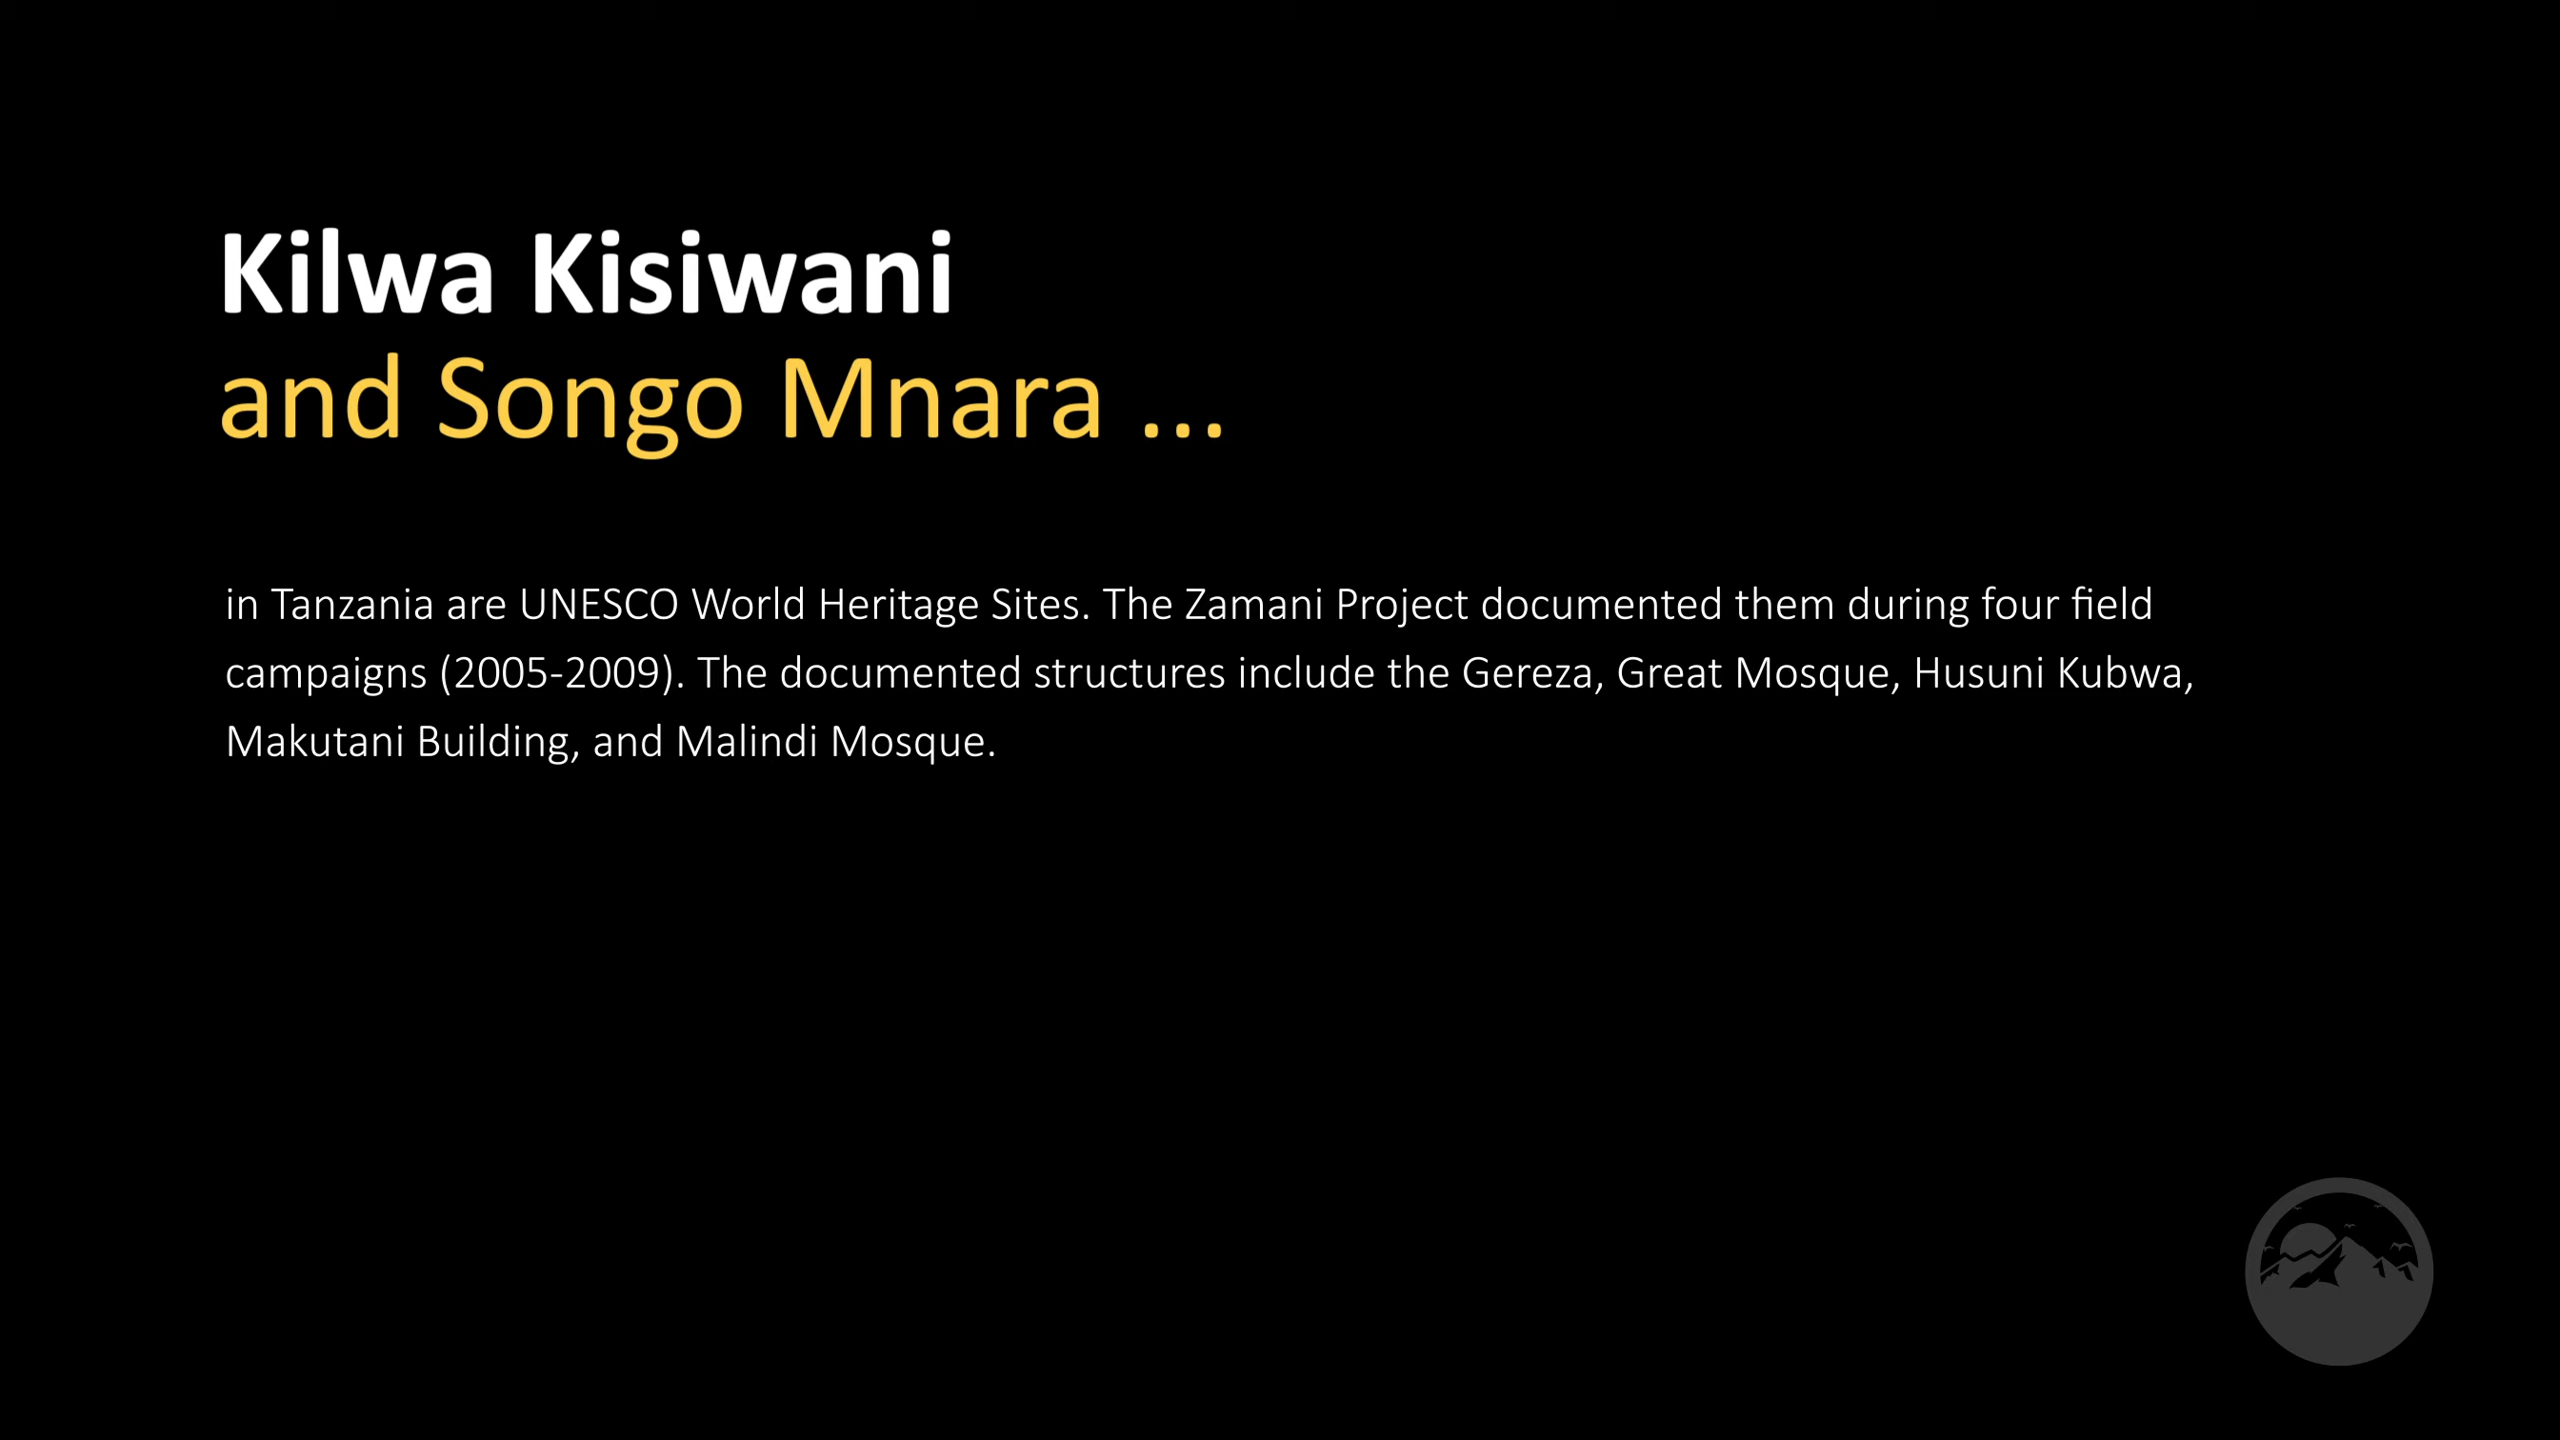 Kilwa Kisiwani
and Songo Mnara ...
in Tanzania are UNESCO World Heritage Sites. The Zamani Project documented them during four field
campaigns (2005-2009). The documented structures include the Gereza, Great Mosque, Husuni Kubwa,
Makutani Building, and Malindi Mosque.